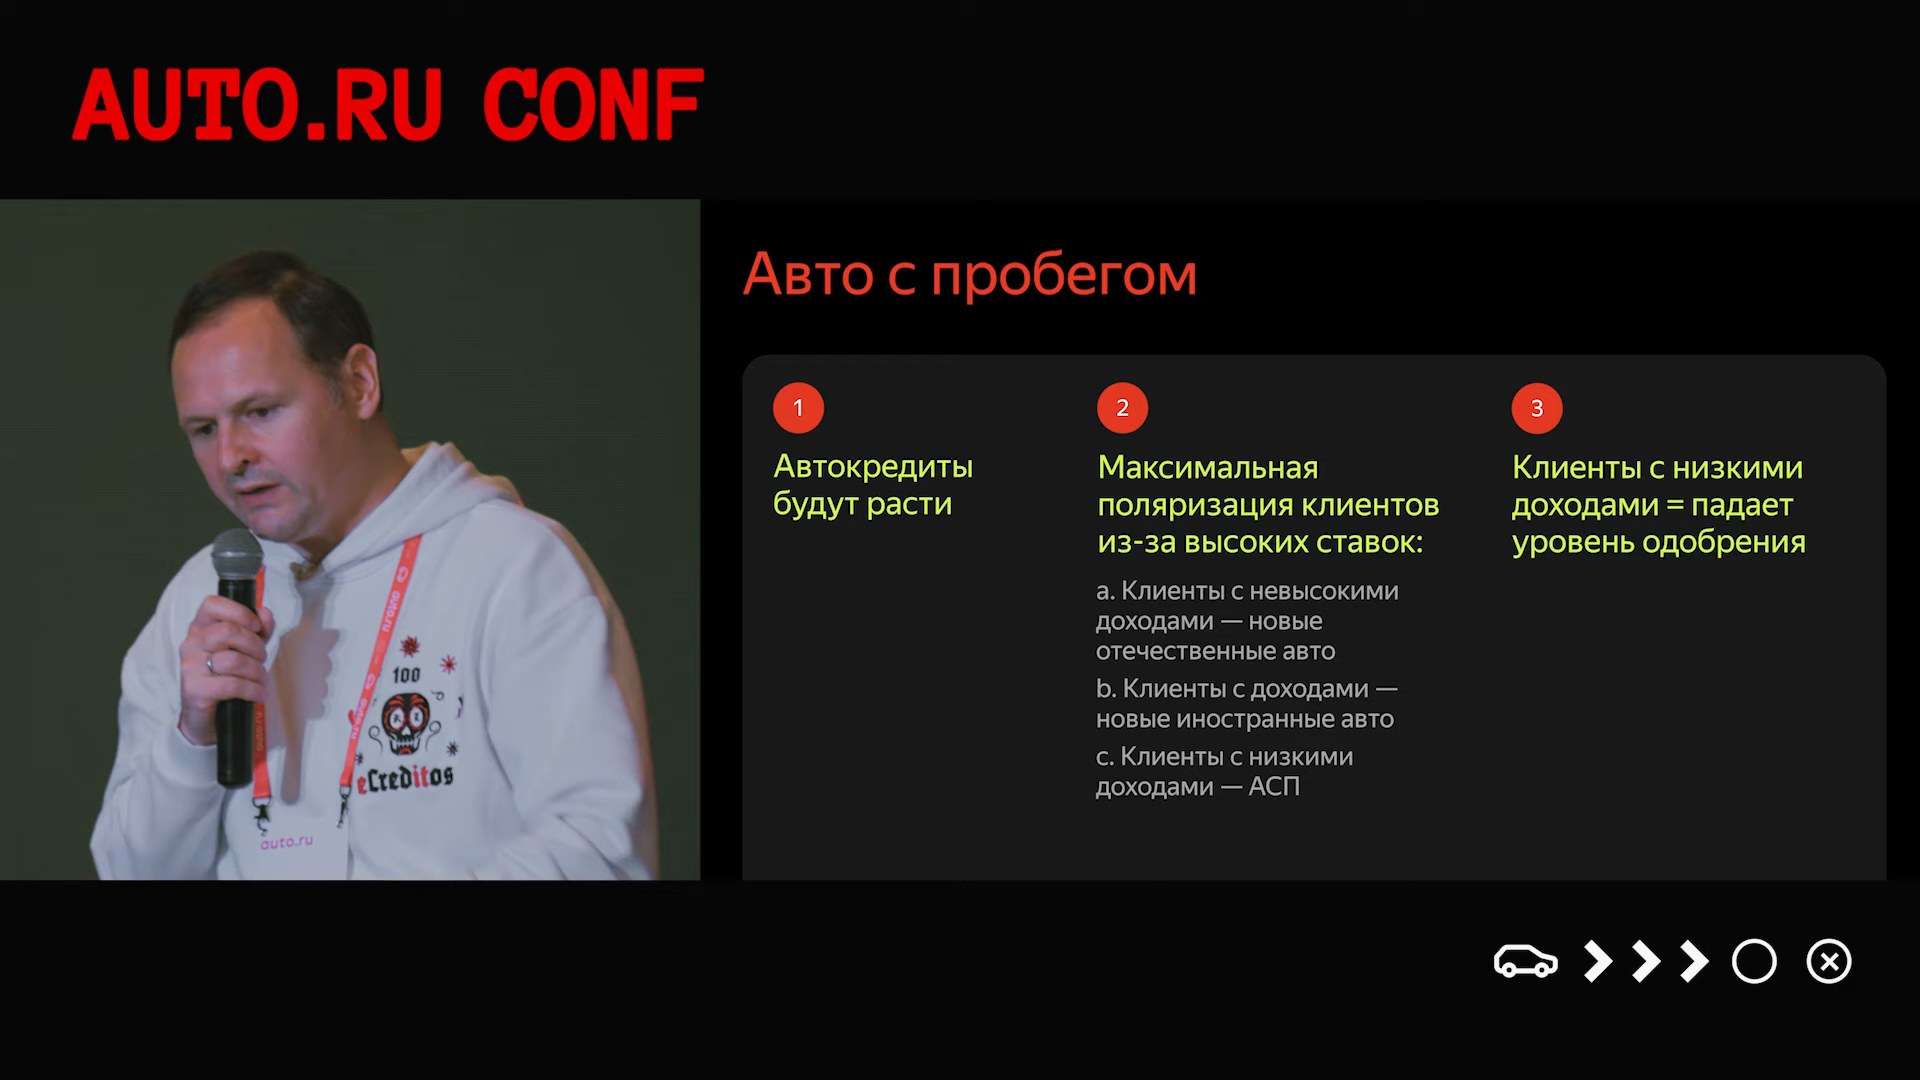 AUTO.RU CONF
Авто с пробегом
1
Автокредиты
будут расти
2
Максимальная
поляризация клиентов
из-за высоких ставок:
a. Клиенты с невысокими
доходами — новые
отечественные авто
b. Клиенты с доходами —
новые иностранные авто
c. Клиенты с низкими
доходами — АСП
3
Клиенты с низкими
доходами = падает
уровень одобрения
auto.ru
100
eCreditos
auto.ru